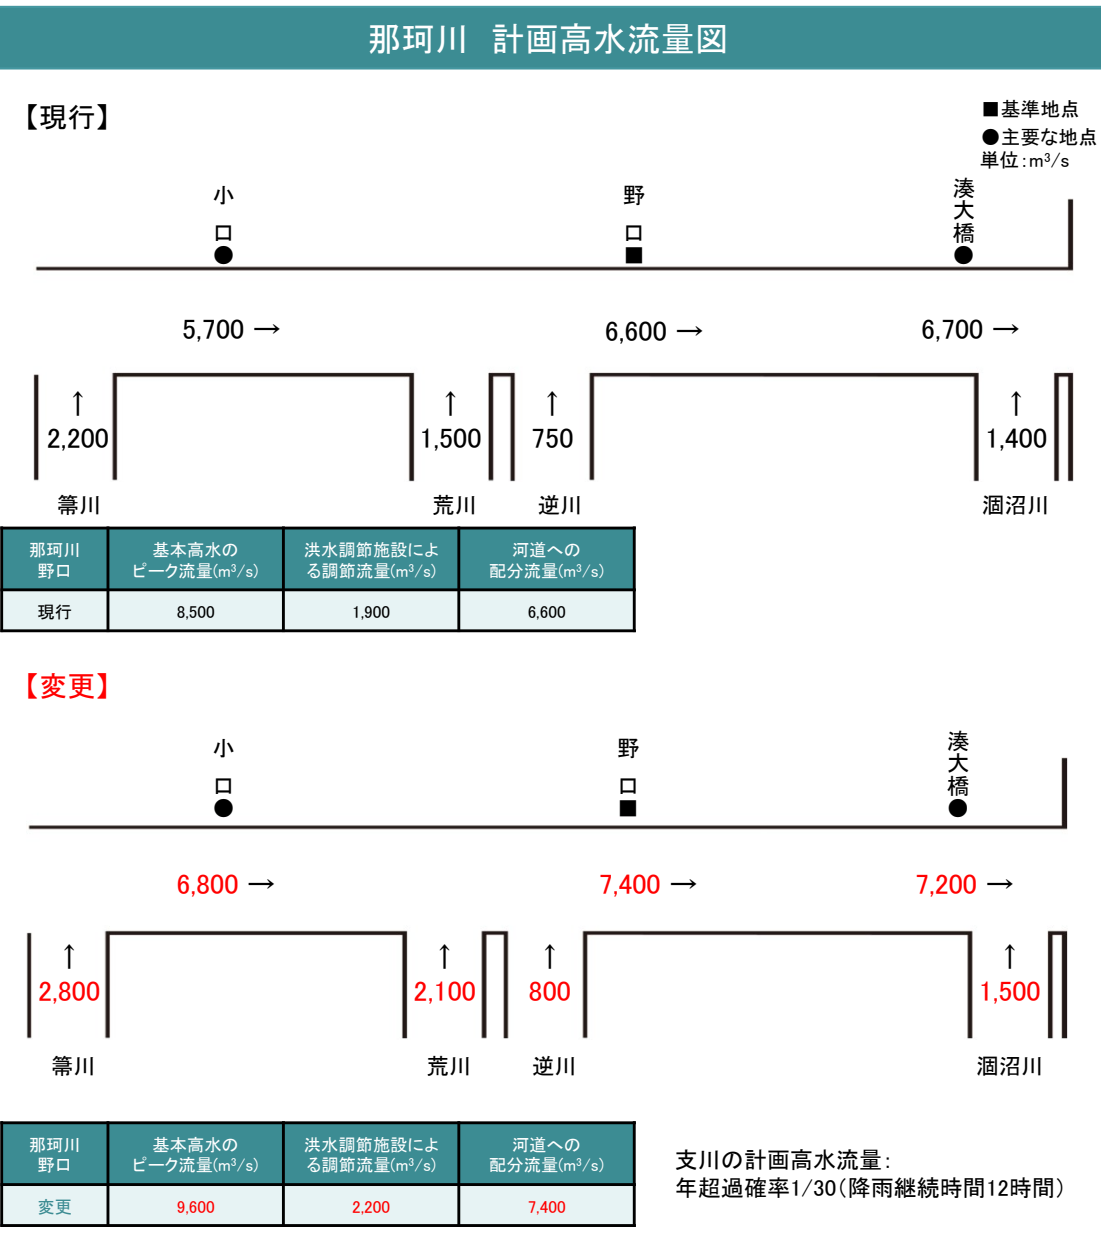 那珂川　計画高水流量図
【現行】
■基準地点
●主要な地点
単位：m³/s
小口
野口
湊大橋
5,700 →
6,600 →
6,700 →
↑
↑
↑
↑
2,200
1,500
750
1,400
箒川
荒川
逆川
涸沼川
那珂川
野口
基本高水の
ピーク流量(m³/s)
洪水調節施設によ
る調節流量(m³/s)
河道への
配分流量(m³/s)
現行
8,500
1,900
6,600
【変更】
小口
野口
湊大橋
6,800 →
7,400 →
7,200 →
↑
↑
↑
↑
2,800
2,100
800
1,500
箒川
荒川
逆川
涸沼川
那珂川
野口
基本高水の
ピーク流量(m³/s)
洪水調節施設によ
る調節流量(m³/s)
河道への
配分流量(m³/s)
変更
9,600
2,200
7,400
支川の計画高水流量：
年超過確率1/30（降雨継続時間12時間）